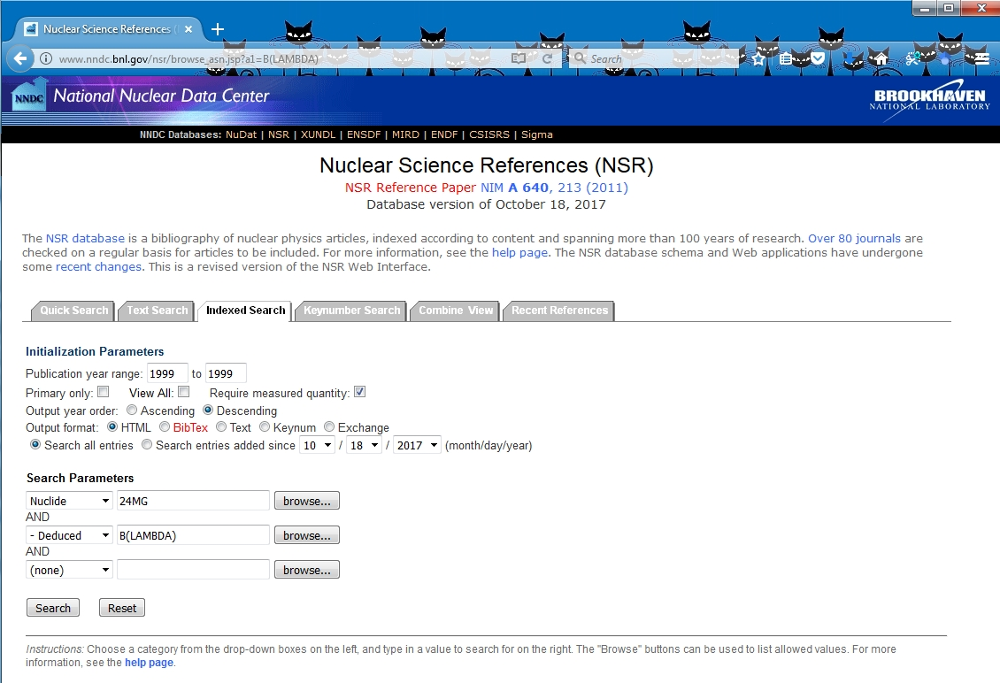 Nuclear Science References (
www.nndc.bnl.gov/nsr/browse_asn.jsp?a1=B(LAMBDA)
Search
NNDC National Nuclear Data Center
BROOKHAVEN
NATIONAL LABORATORY
NNDC Databases: NuDat | NSR | XUNDL | ENSDF | MIRD | ENDF | CSISRS | Sigma
Nuclear Science References (NSR)
NSR Reference Paper NIM A 640, 213 (2011)
Database version of October 18, 2017
The NSR database is a bibliography of nuclear physics articles, indexed according to content and spanning more than 100 years of research. Over 80 journals are
checked on a regular basis for articles to be included. For more information, see the help page. The NSR database schema and Web applications have undergone
some recent changes. This is a revised version of the NSR Web Interface.
Quick Search Text Search Indexed Search Keynumber Search Combine View Recent References
Initialization Parameters
Publication year range: 1999 to 1999
Primary only: View All: Require measured quantity:
Output year order: Ascending Descending
Output format: HTML BibTex Text Keynum Exchange
Search all entries Search entries added since 10 / 18 / 2017 (month/day/year)
Search Parameters
Nuclide 24MG browse...
AND
- Deduced B(LAMBDA) browse...
AND
(none) browse...
Search Reset
Instructions: Choose a category from the drop-down boxes on the left, and type in a value to search for on the right. The "Browse" buttons can be used to list allowed values. For more
information, see the help page.